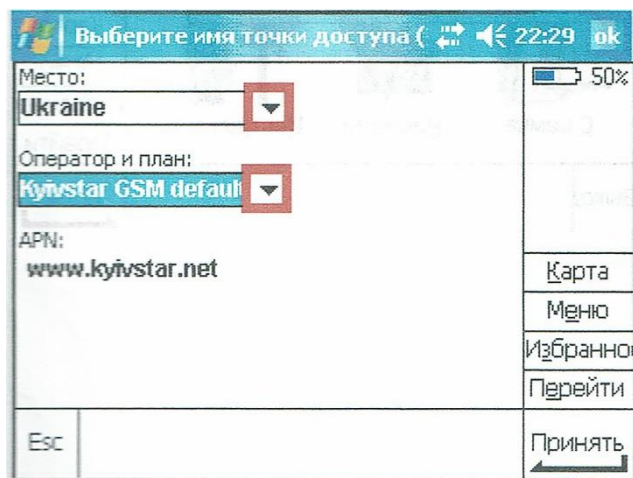 Выберите имя точки доступа ( 22:29 ok
Место: 50%
Ukraine
Оператор и план:
Kyivstar GSM default
APN:
www.kyivstar.net
Карта
Меню
Избранное
Перейти
Esc
Принять